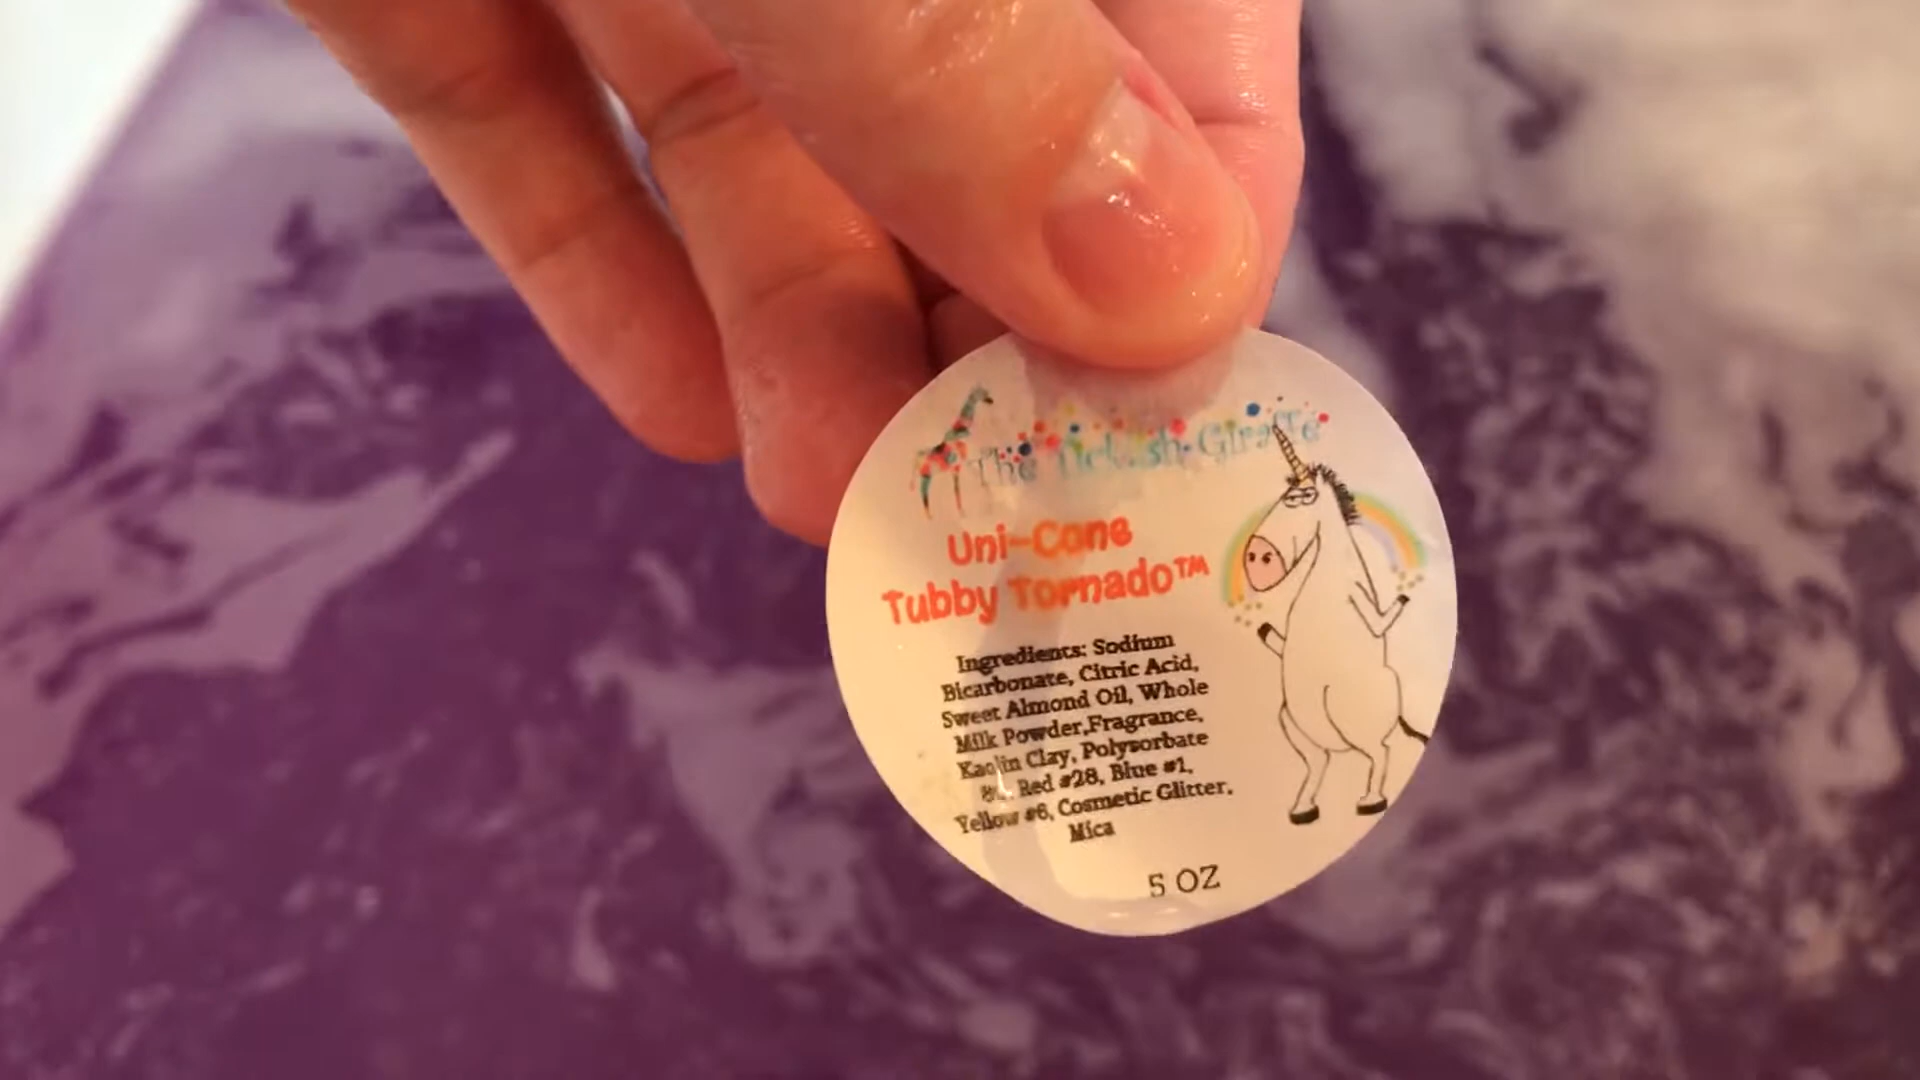 The Ticklish Giraffe
Uni-Cone
Tubby Tornado™
Ingredients: Sodium
Bicarbonate, Citric Acid,
Sweet Almond Oil, Whole
Milk Powder,Fragrance,
Kaolin Clay, Polysorbate
Red #28, Blue #1,
Yellow #6, Cosmetic Glitter,
Mica
5 OZ